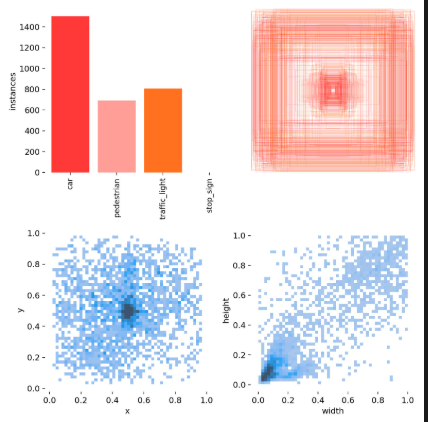 instances
1400
1200
1000
800
600
400
200
0
car
pedestrian
traffic_light
stop_sign
y
1.0
0.8
0.6
0.4
0.2
0.0
0.0 0.2 0.4 0.6 0.8 1.0
x
height
1.0
0.8
0.6
0.4
0.2
0.0
0.0 0.2 0.4 0.6 0.8 1.0
width